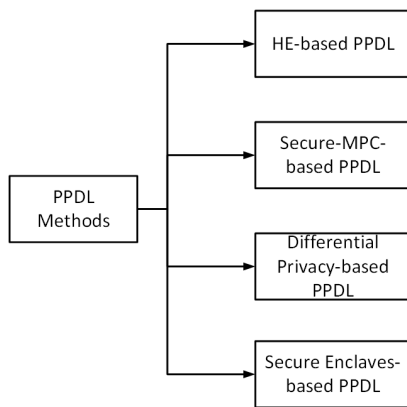 HE-based PPDL
Secure-MPC-
based PPDL
PPDL
Methods
Differential
Privacy-based
PPDL
Secure Enclaves-
based PPDL